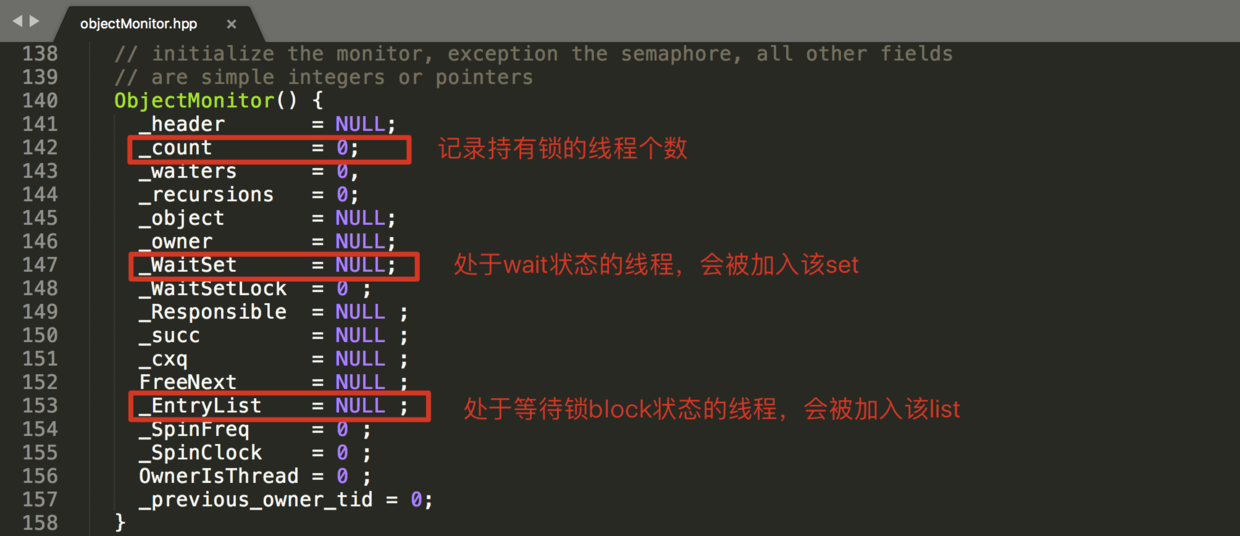 objectMonitor.hpp ×
138 // initialize the monitor, exception the semaphore, all other fields
139 // are simple integers or pointers
140 ObjectMonitor() {
141 _header = NULL;
142 _count = 0; 记录持有锁的线程个数
143 _waiters = 0,
144 _recursions = 0;
145 _object = NULL;
146 _owner = NULL;
147 _WaitSet = NULL; 处于wait状态的线程，会被加入该set
148 _WaitSetLock = 0 ;
149 _Responsible = NULL ;
150 _succ = NULL ;
151 _cxq = NULL ;
152 FreeNext = NULL ;
153 _EntryList = NULL ; 处于等待锁block状态的线程，会被加入该list
154 _SpinFreq = 0 ;
155 _SpinClock = 0 ;
156 OwnerIsThread = 0 ;
157 _previous_owner_tid = 0;
158 }